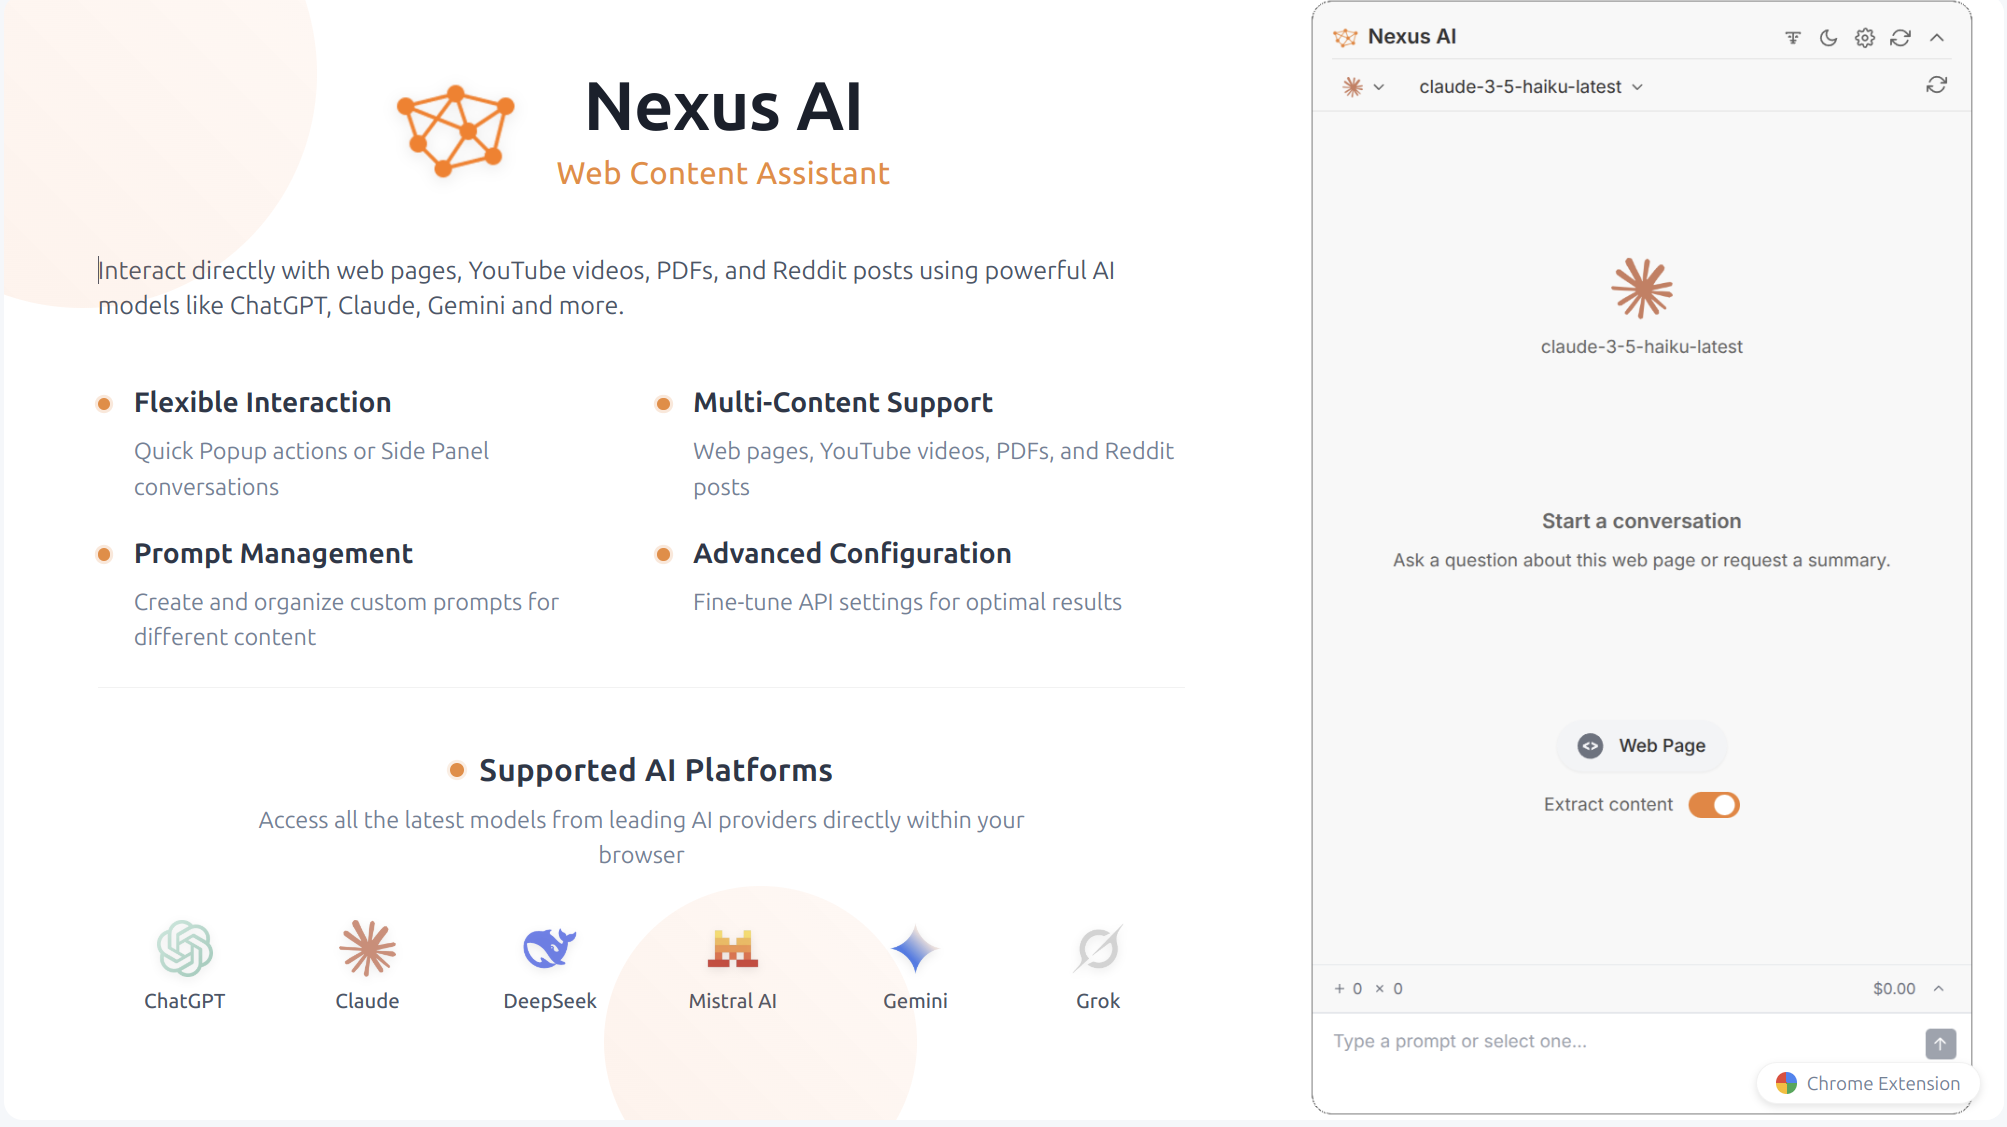 Nexus AI
Web Content Assistant
Interact directly with web pages, YouTube videos, PDFs, and Reddit posts using powerful AI
models like ChatGPT, Claude, Gemini and more.
Flexible Interaction
Quick Popup actions or Side Panel
conversations
Multi-Content Support
Web pages, YouTube videos, PDFs, and Reddit
posts
Prompt Management
Create and organize custom prompts for
different content
Advanced Configuration
Fine-tune API settings for optimal results
Supported AI Platforms
Access all the latest models from leading AI providers directly within your
browser
ChatGPT
Claude
DeepSeek
Mistral AI
Gemini
Grok
Nexus AI
claude-3-5-haiku-latest
claude-3-5-haiku-latest
Start a conversation
Ask a question about this web page or request a summary.
Web Page
Extract content
+ 0 × 0
$0.00
Type a prompt or select one...
Chrome Extension